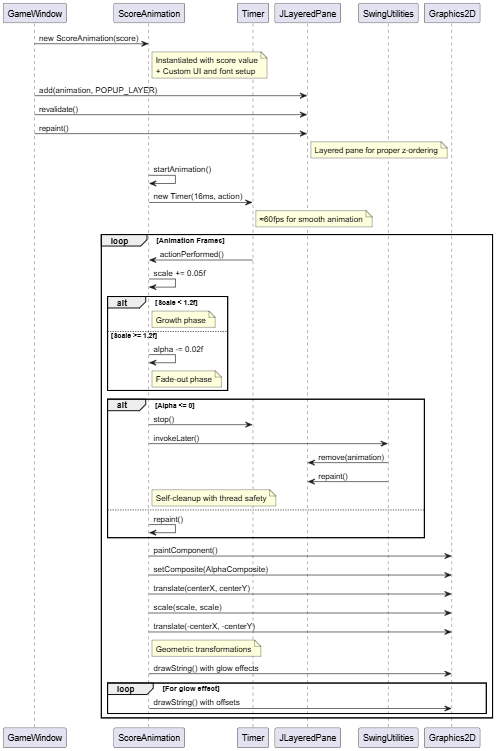 GameWindow ScoreAnimation Timer JLayeredPane SwingUtilities Graphics2D
new ScoreAnimation(score)
Instantiated with score value
+ Custom UI and font setup
add(animation, POPUP_LAYER)
revalidate()
repaint()
Layered pane for proper z-ordering
startAnimation()
new Timer(16ms, action)
≈60fps for smooth animation
loop [Animation Frames]
actionPerformed()
scale += 0.05f
alt [Scale < 1.2f]
Growth phase
[Scale >= 1.2f]
alpha -= 0.02f
Fade-out phase
alt [Alpha <= 0]
stop()
invokeLater()
remove(animation)
repaint()
Self-cleanup with thread safety
repaint()
paintComponent()
setComposite(AlphaComposite)
translate(centerX, centerY)
scale(scale, scale)
translate(-centerX, -centerY)
Geometric transformations
drawString() with glow effects
loop [For glow effect]
drawString() with offsets
GameWindow ScoreAnimation Timer JLayeredPane SwingUtilities Graphics2D